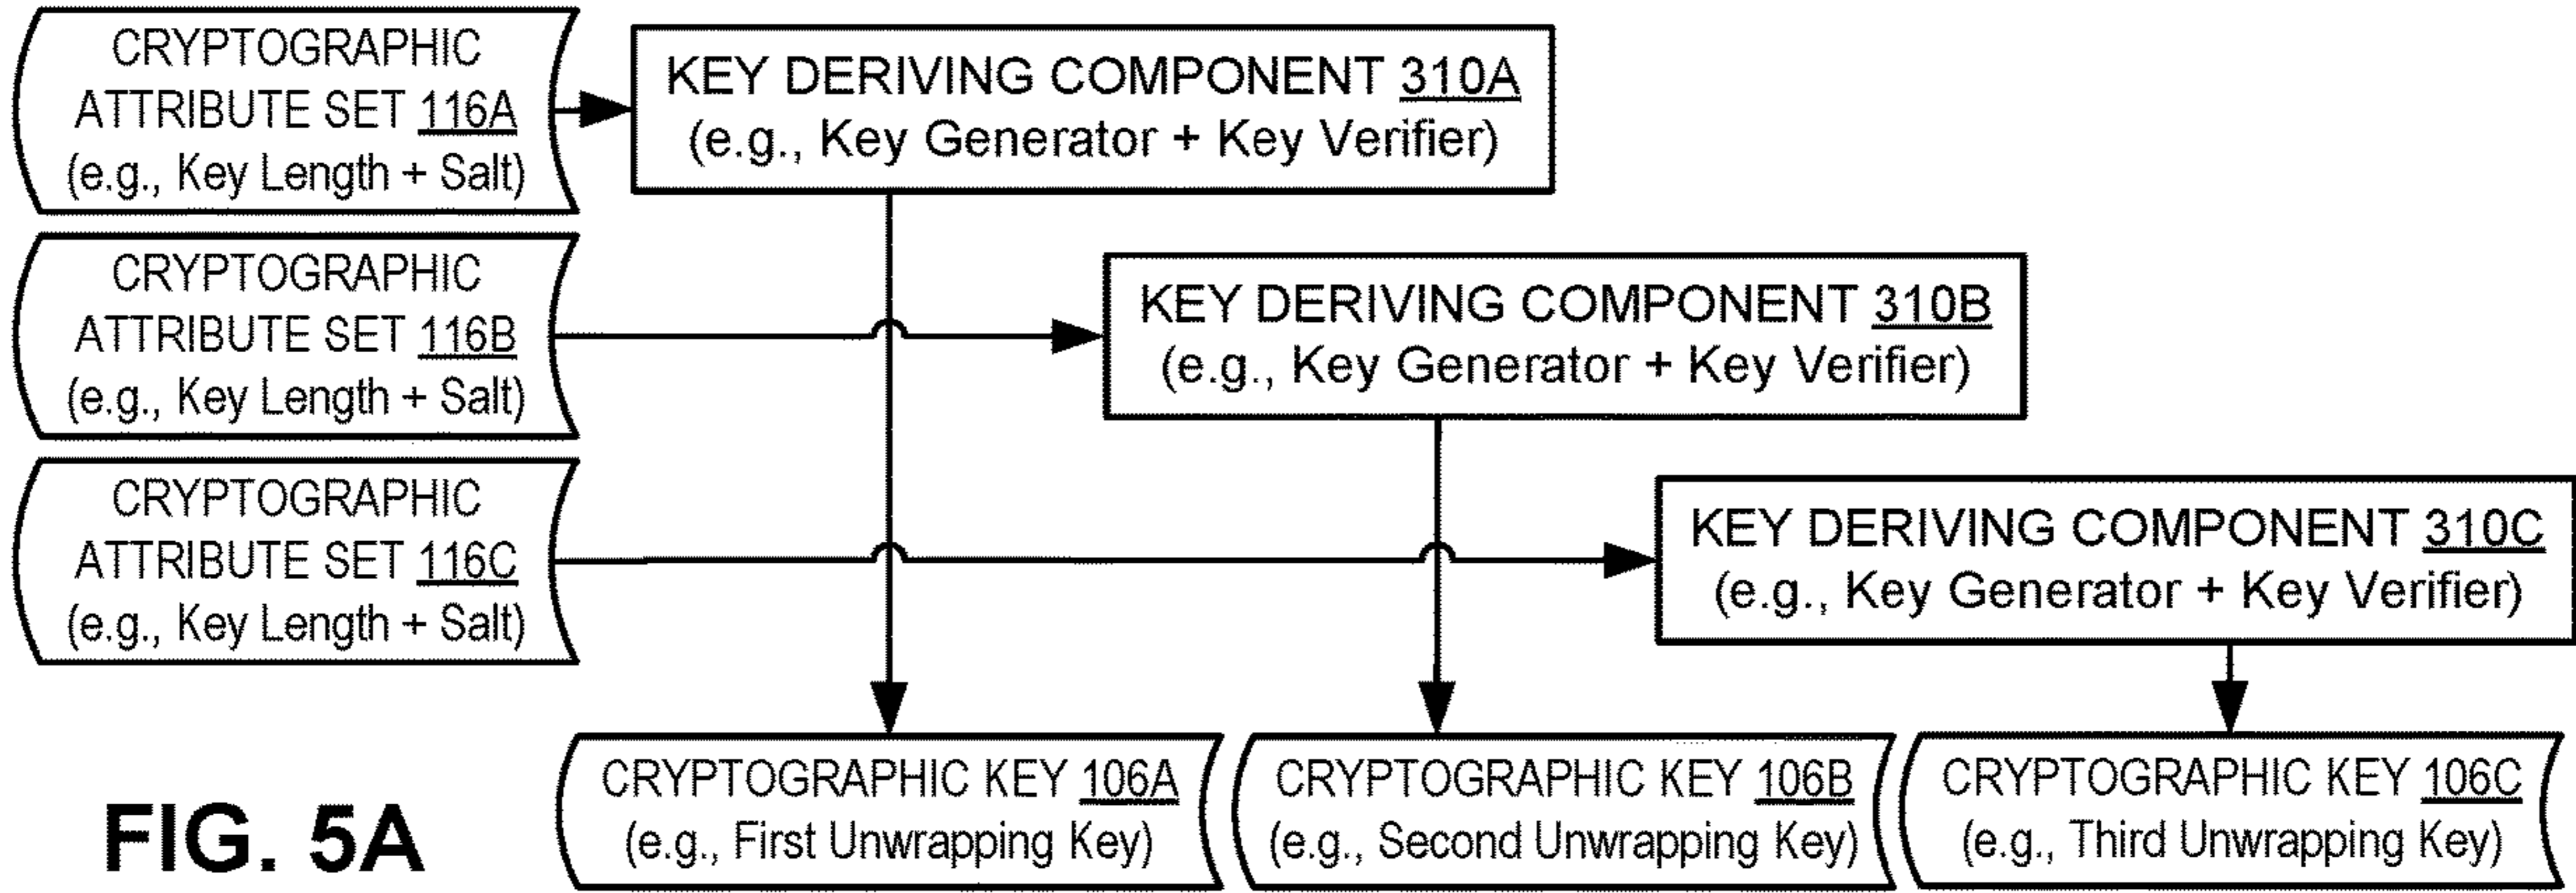 CRYPTOGRAPHIC
ATTRIBUTE SET 116A
(e.g., Key Length + Salt)
KEY DERIVING COMPONENT 310A
(e.g., Key Generator + Key Verifier)
CRYPTOGRAPHIC
ATTRIBUTE SET 116B
(e.g., Key Length + Salt)
KEY DERIVING COMPONENT 310B
(e.g., Key Generator + Key Verifier)
CRYPTOGRAPHIC
ATTRIBUTE SET 116C
(e.g., Key Length + Salt)
KEY DERIVING COMPONENT 310C
(e.g., Key Generator + Key Verifier)
CRYPTOGRAPHIC KEY 106A
(e.g., First Unwrapping Key)
CRYPTOGRAPHIC KEY 106B
(e.g., Second Unwrapping Key)
CRYPTOGRAPHIC KEY 106C
(e.g., Third Unwrapping Key)
FIG. 5A